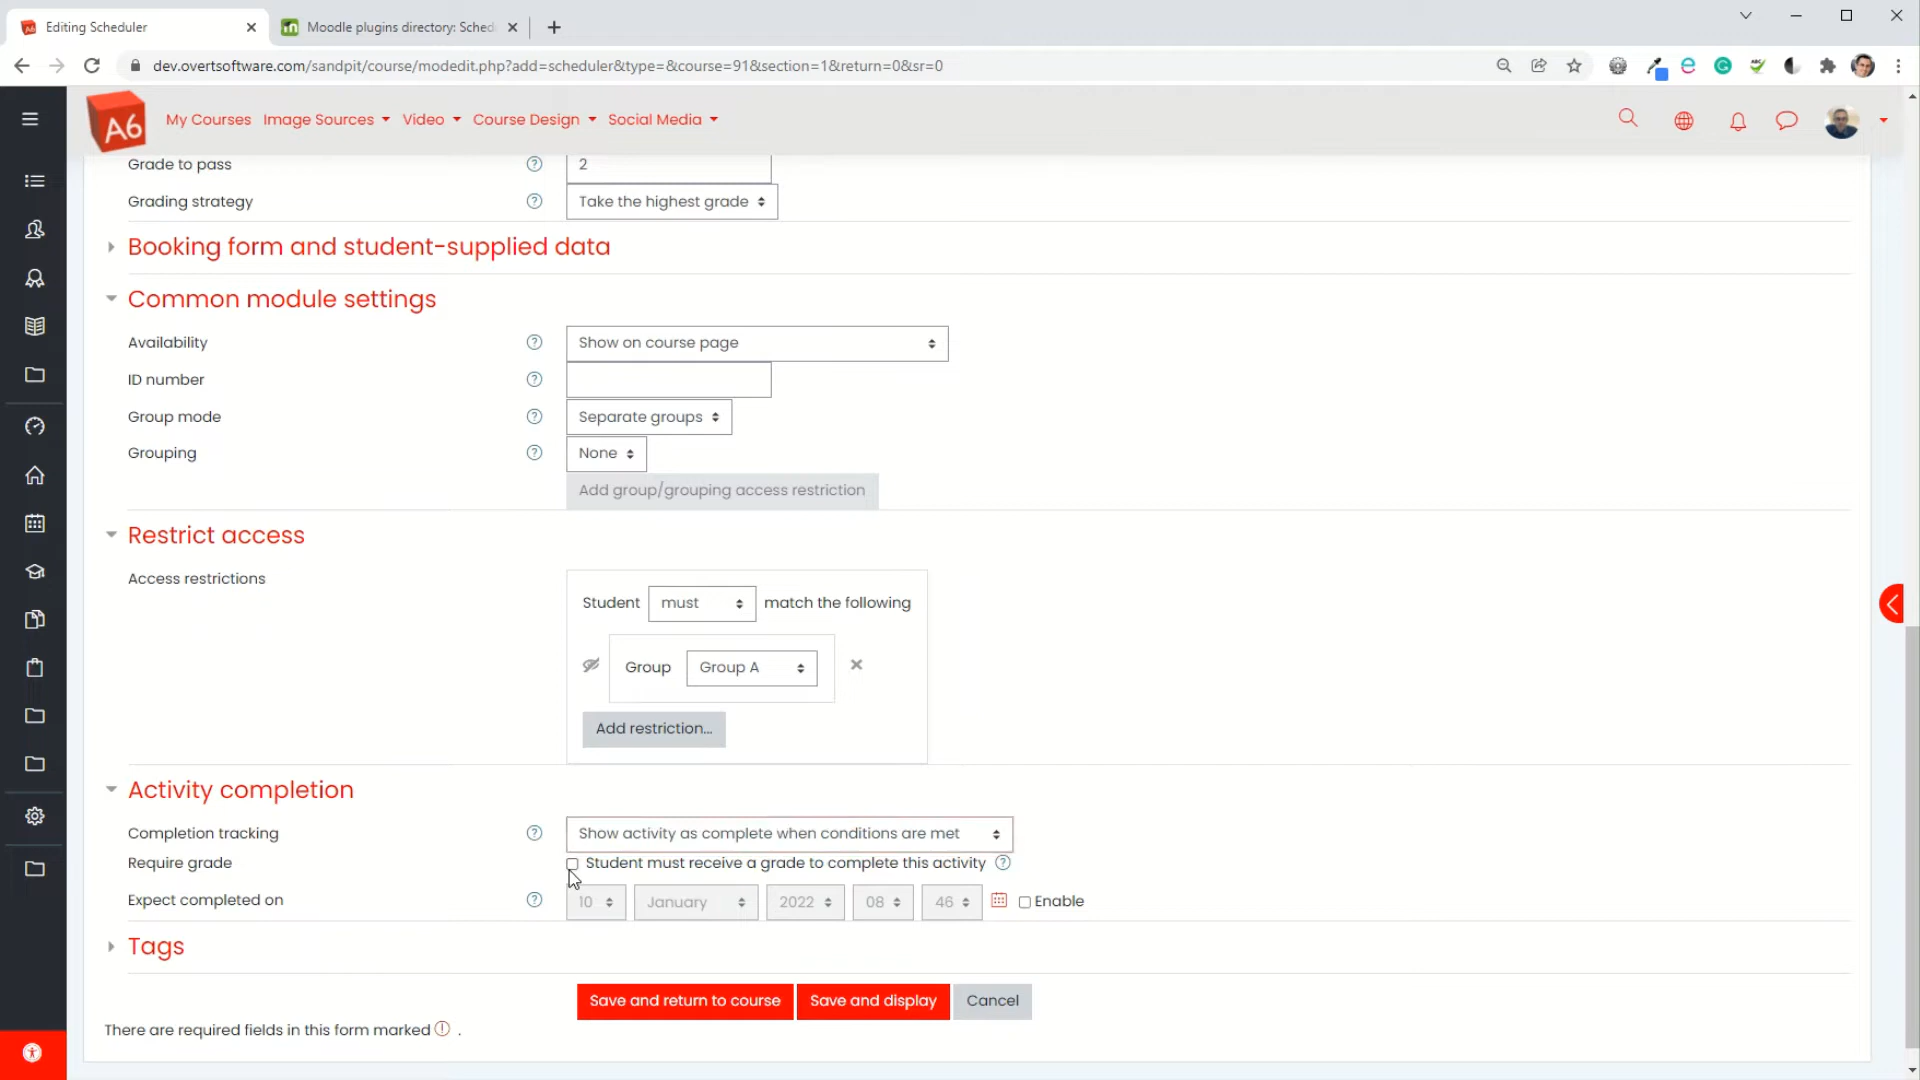 Editing Scheduler
Moodle plugins directory: Sched
dev.overtsoftware.com/sandpit/course/modedit.php?add=scheduler&type=&course=91&section=1&return=0&sr=0
A6 My Courses Image Sources Video Course Design Social Media
Grade to pass 2
Grading strategy Take the highest grade
Booking form and student-supplied data
Common module settings
Availability Show on course page
ID number
Group mode Separate groups
Grouping None
Add group/grouping access restriction
Restrict access
Access restrictions
Student must match the following
Group Group A
Add restriction...
Activity completion
Completion tracking Show activity as complete when conditions are met
Require grade Student must receive a grade to complete this activity
Expect completed on 10 January 2022 08 46 Enable
Tags
Save and return to course Save and display Cancel
There are required fields in this form marked .